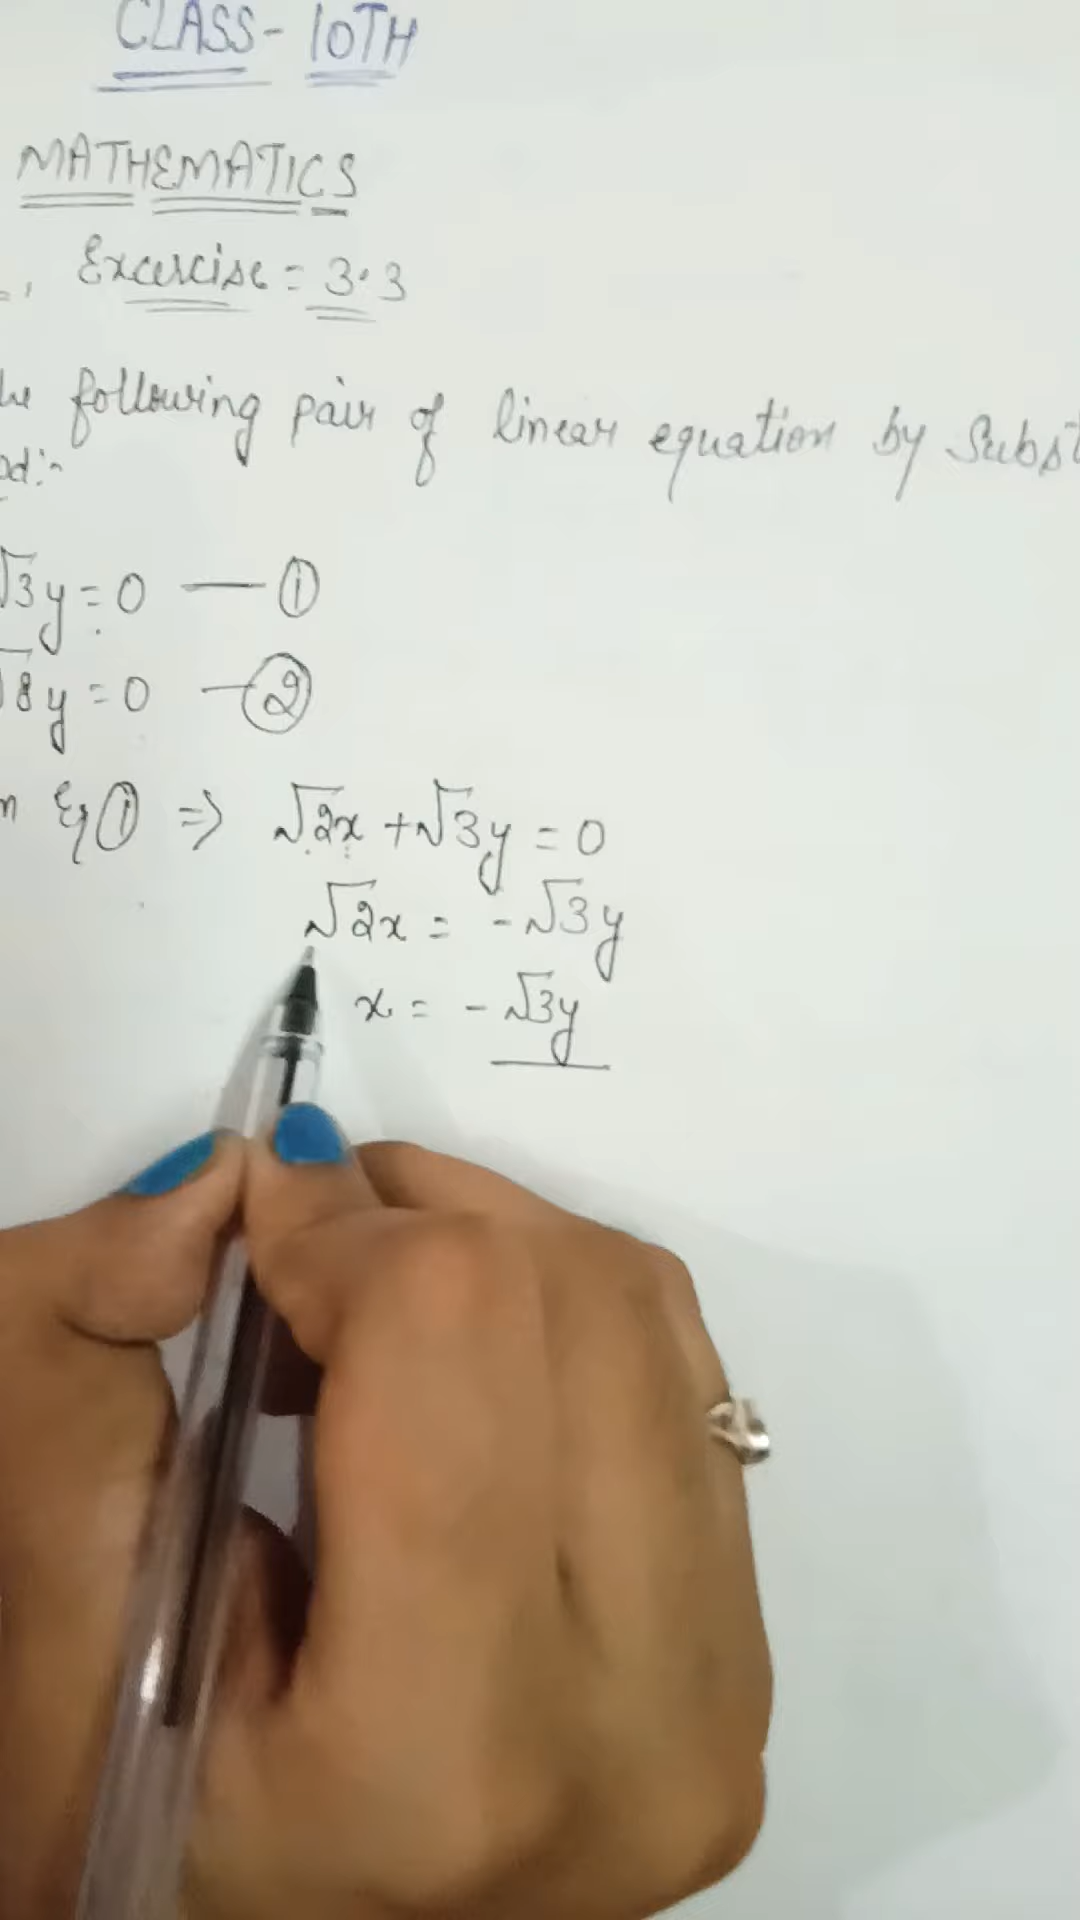 CLASS- 10TH
MATHEMATICS
Excercise = 3.3
following pair of linear equation by
√3y = 0 — ①
√8y = 0 — ②
Eq ① => √2x + √3y = 0
√2x = - √3y
x = - √3y